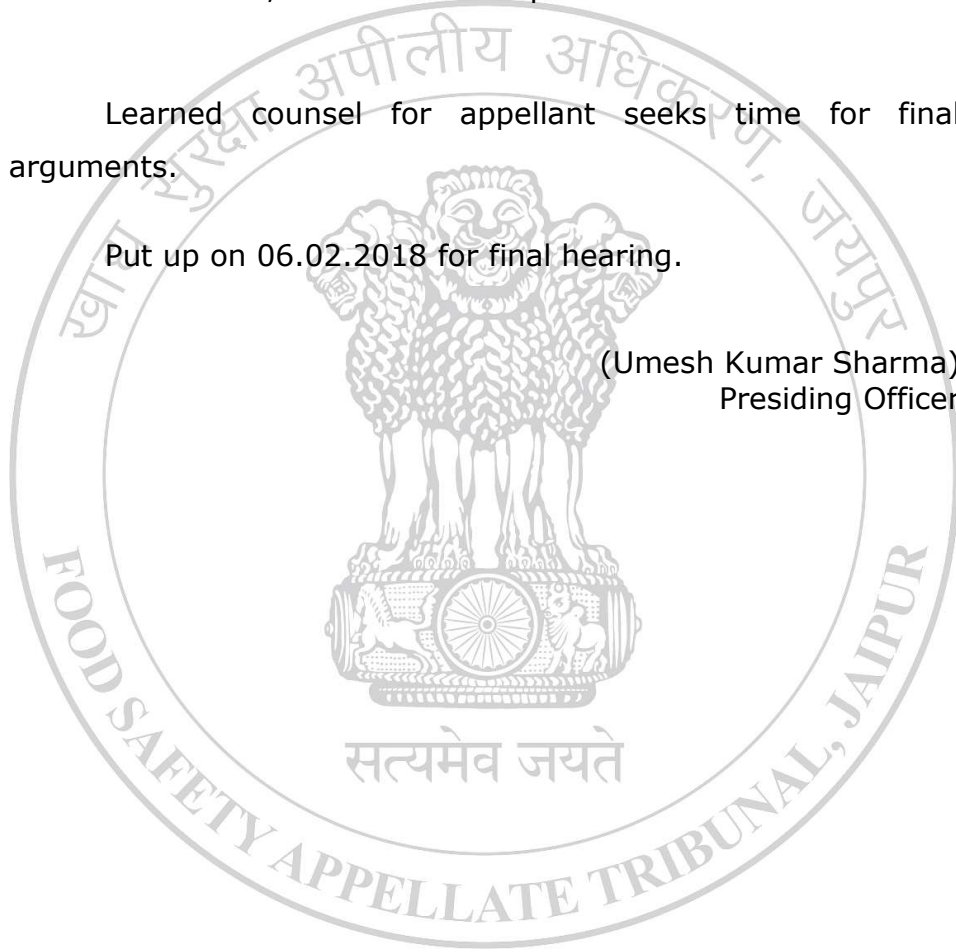 खाद्य सुरक्षा अपीलीय अधिकरण, जयपुर
Learned counsel for appellant seeks time for final
arguments.
Put up on 06.02.2018 for final hearing.
(Umesh Kumar Sharma)
Presiding Officer
सत्यमेव जयते
FOOD SAFETY APPELLATE TRIBUNAL, JAIPUR